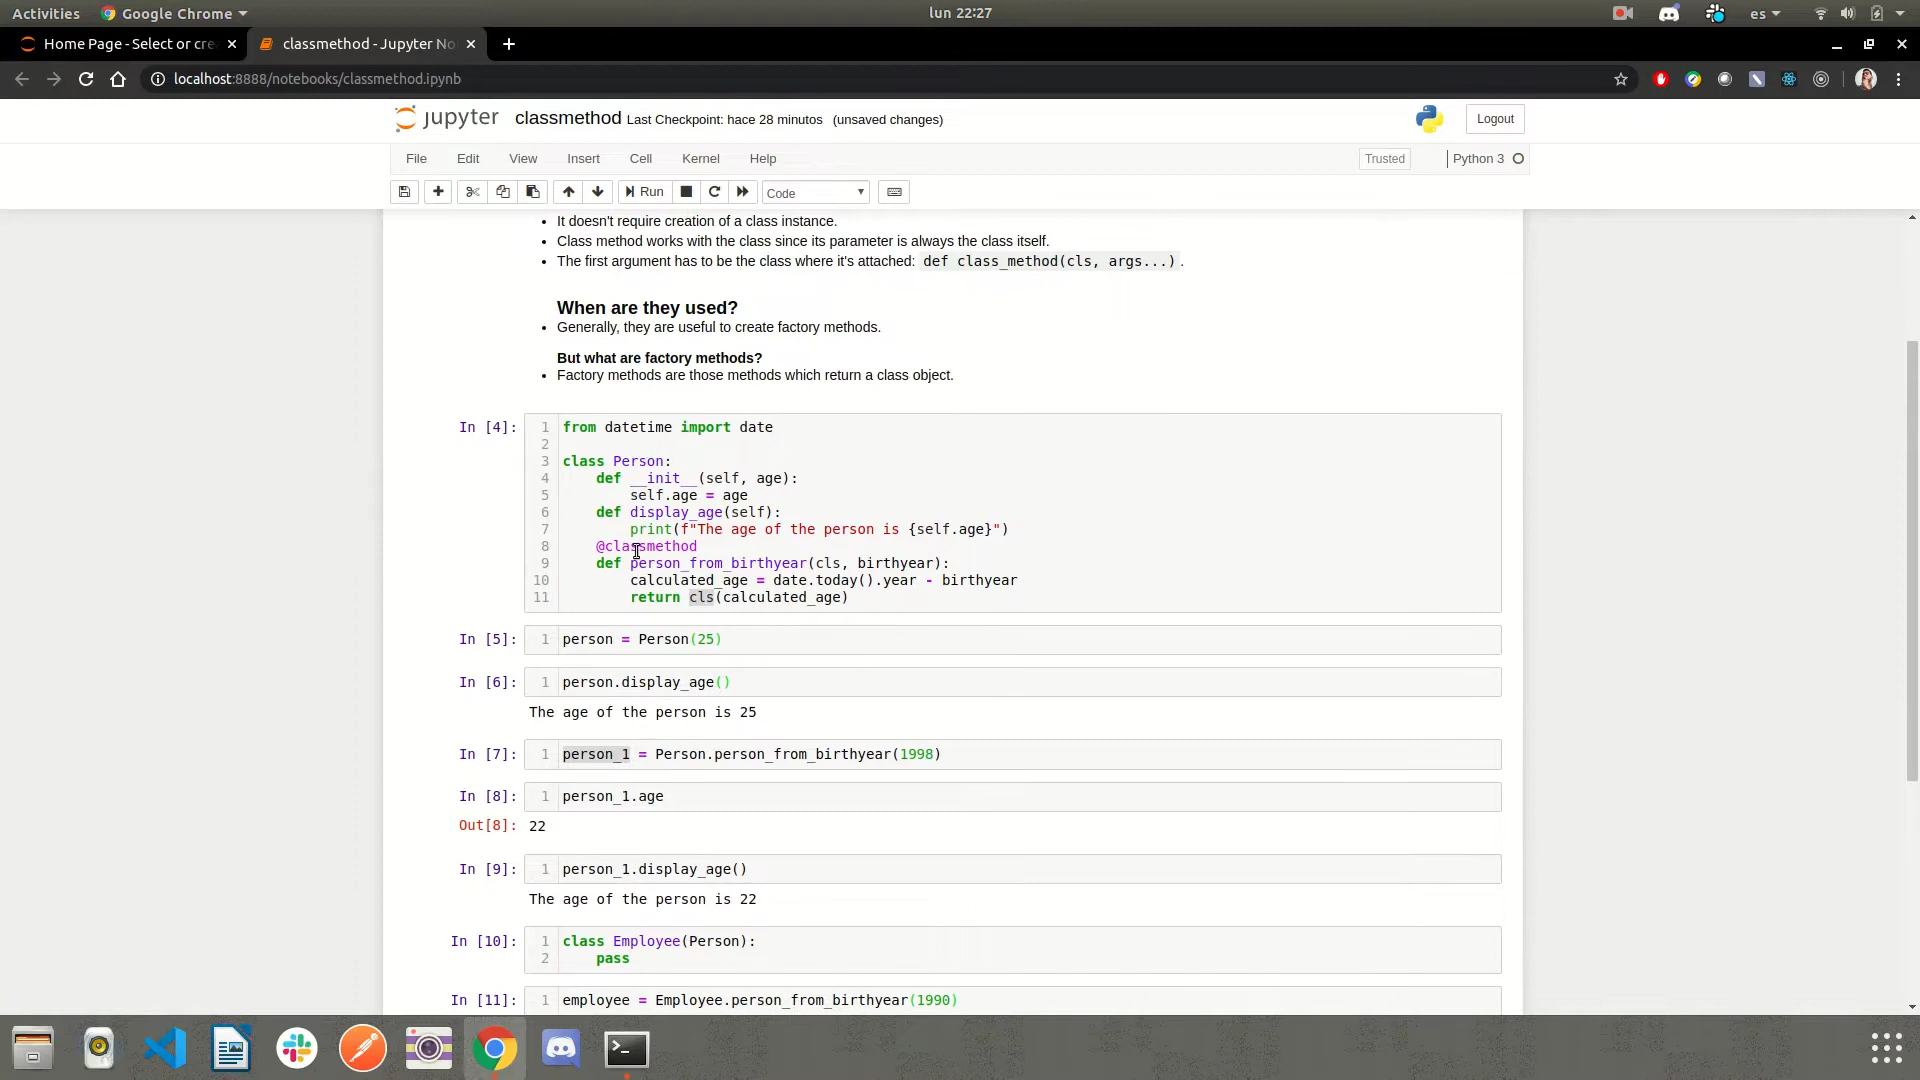 Activities Google Chrome lun 22:27 es
Home Page - Select or cre classmethod - Jupyter No
localhost:8888/notebooks/classmethod.ipynb
jupyter classmethod Last Checkpoint: hace 28 minutos (unsaved changes) Logout
File Edit View Insert Cell Kernel Help Trusted Python 3
Run Code
It doesn't require creation of a class instance.
Class method works with the class since its parameter is always the class itself.
The first argument has to be the class where it's attached: def class_method(cls, args...) .
When are they used?
Generally, they are useful to create factory methods.
But what are factory methods?
Factory methods are those methods which return a class object.
In [4]: 1 from datetime import date
2
3 class Person:
4     def __init__(self, age):
5         self.age = age
6     def display_age(self):
7         print(f"The age of the person is {self.age}")
8     @classmethod
9     def person_from_birthyear(cls, birthyear):
10         calculated_age = date.today().year - birthyear
11         return cls(calculated_age)
In [5]: 1 person = Person(25)
In [6]: 1 person.display_age()
The age of the person is 25
In [7]: 1 person_1 = Person.person_from_birthyear(1998)
In [8]: 1 person_1.age
Out[8]: 22
In [9]: 1 person_1.display_age()
The age of the person is 22
In [10]: 1 class Employee(Person):
2     pass
In [11]: 1 employee = Employee.person_from_birthyear(1990)